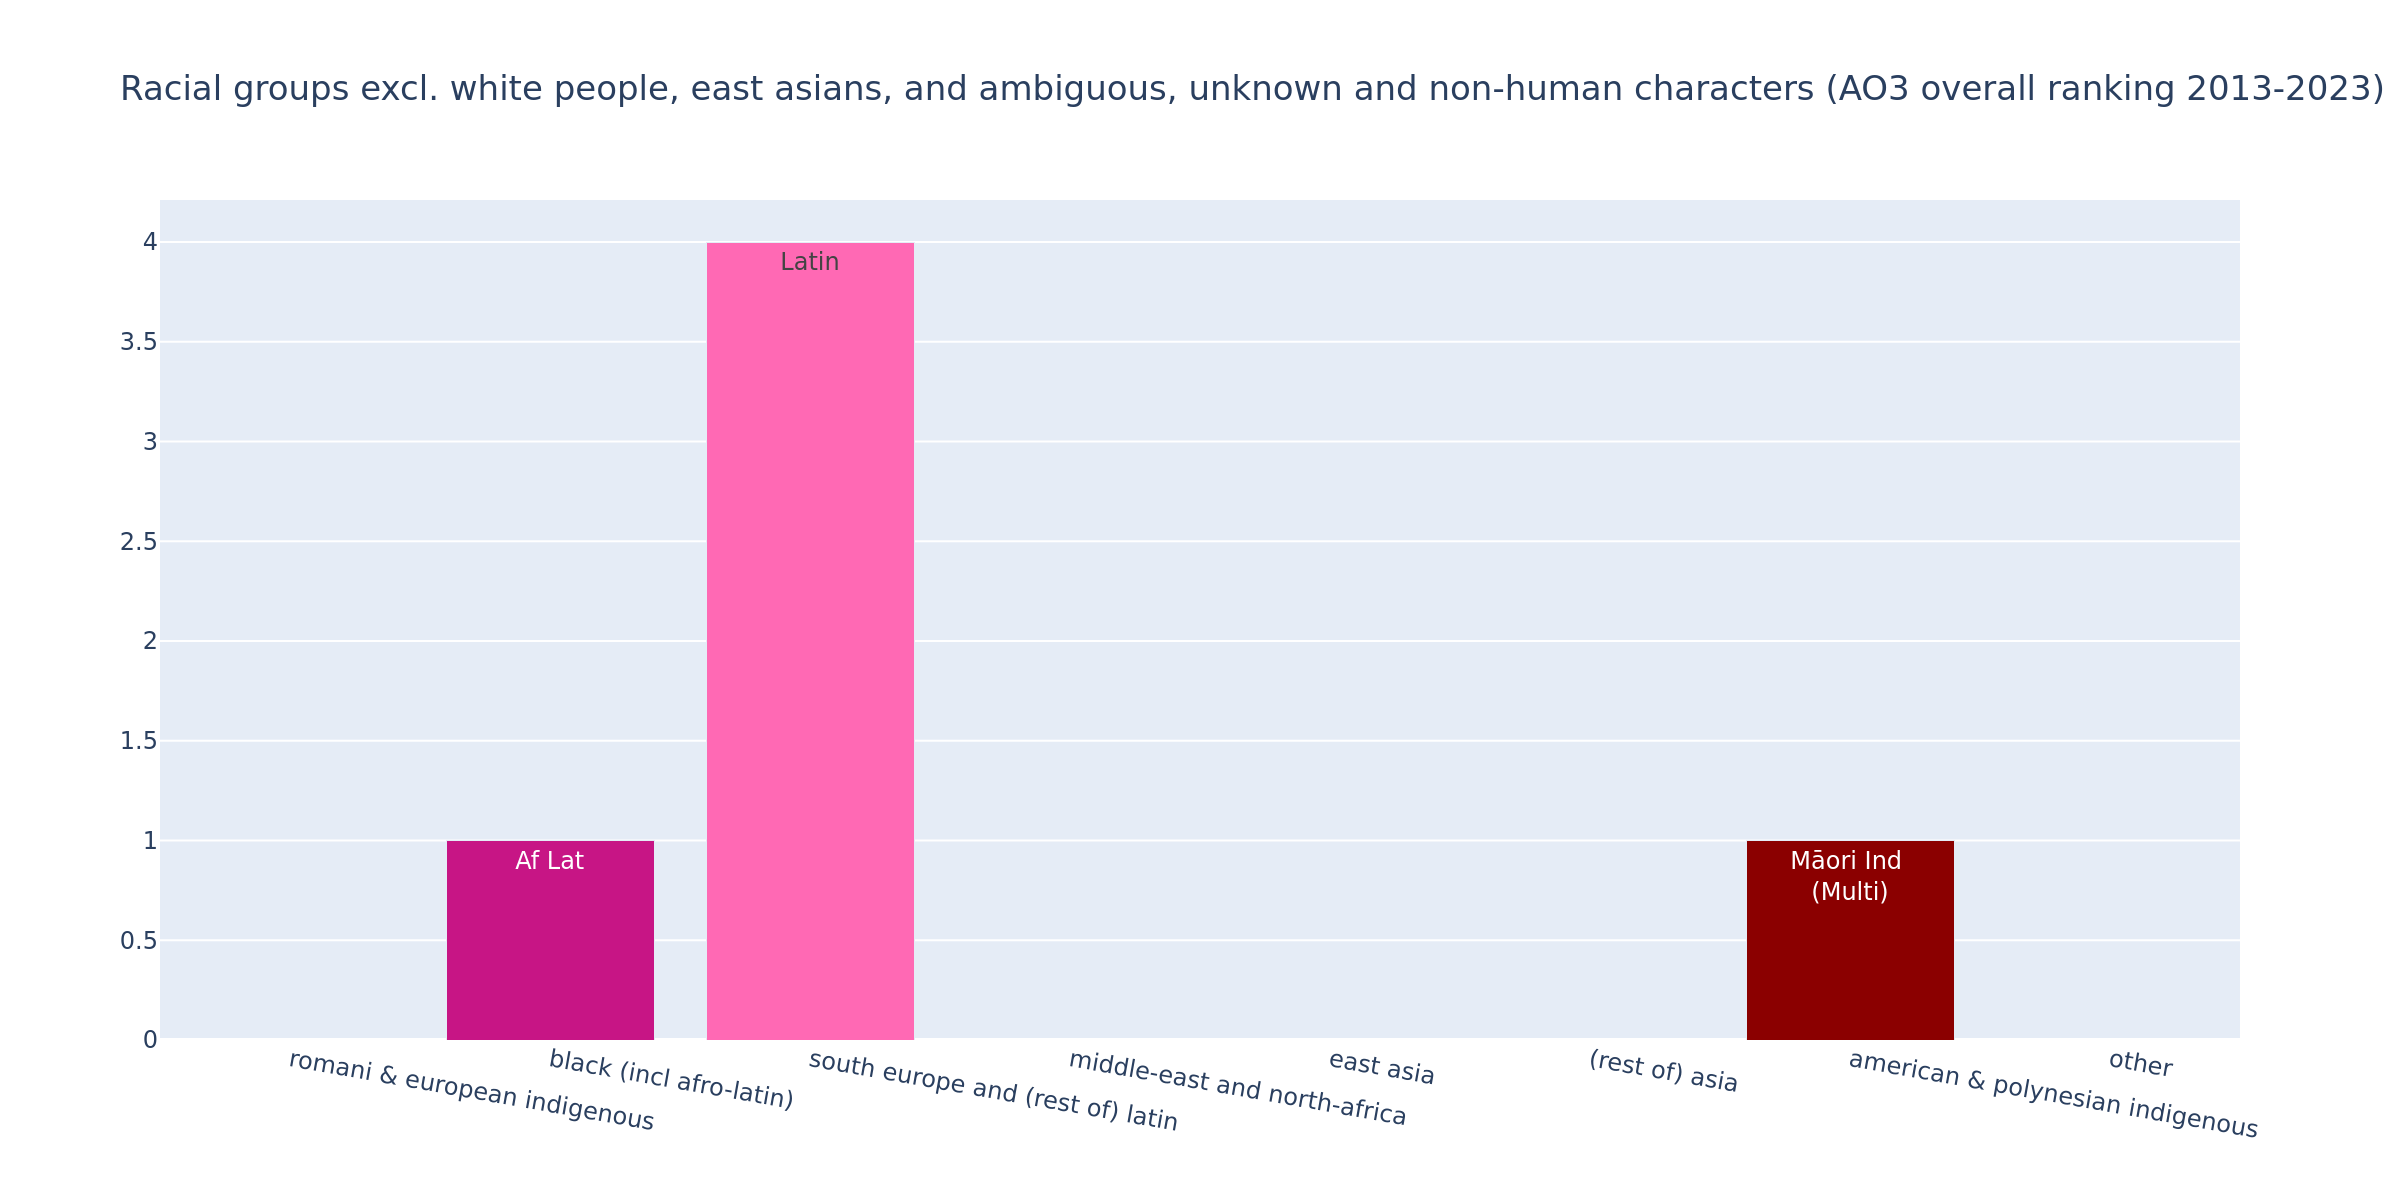 Racial groups excl. white people, east asians, and ambiguous, unknown and non-human characters (AO3 overall ranking 2013-2023)
4
3.5
3
2.5
2
1.5
1
0.5
0
Latin
Af Lat
Māori Ind
(Multi)
romani & european indigenous
black (incl afro-latin)
south europe and (rest of) latin
middle-east and north-africa
east asia
(rest of) asia
american & polynesian indigenous
other